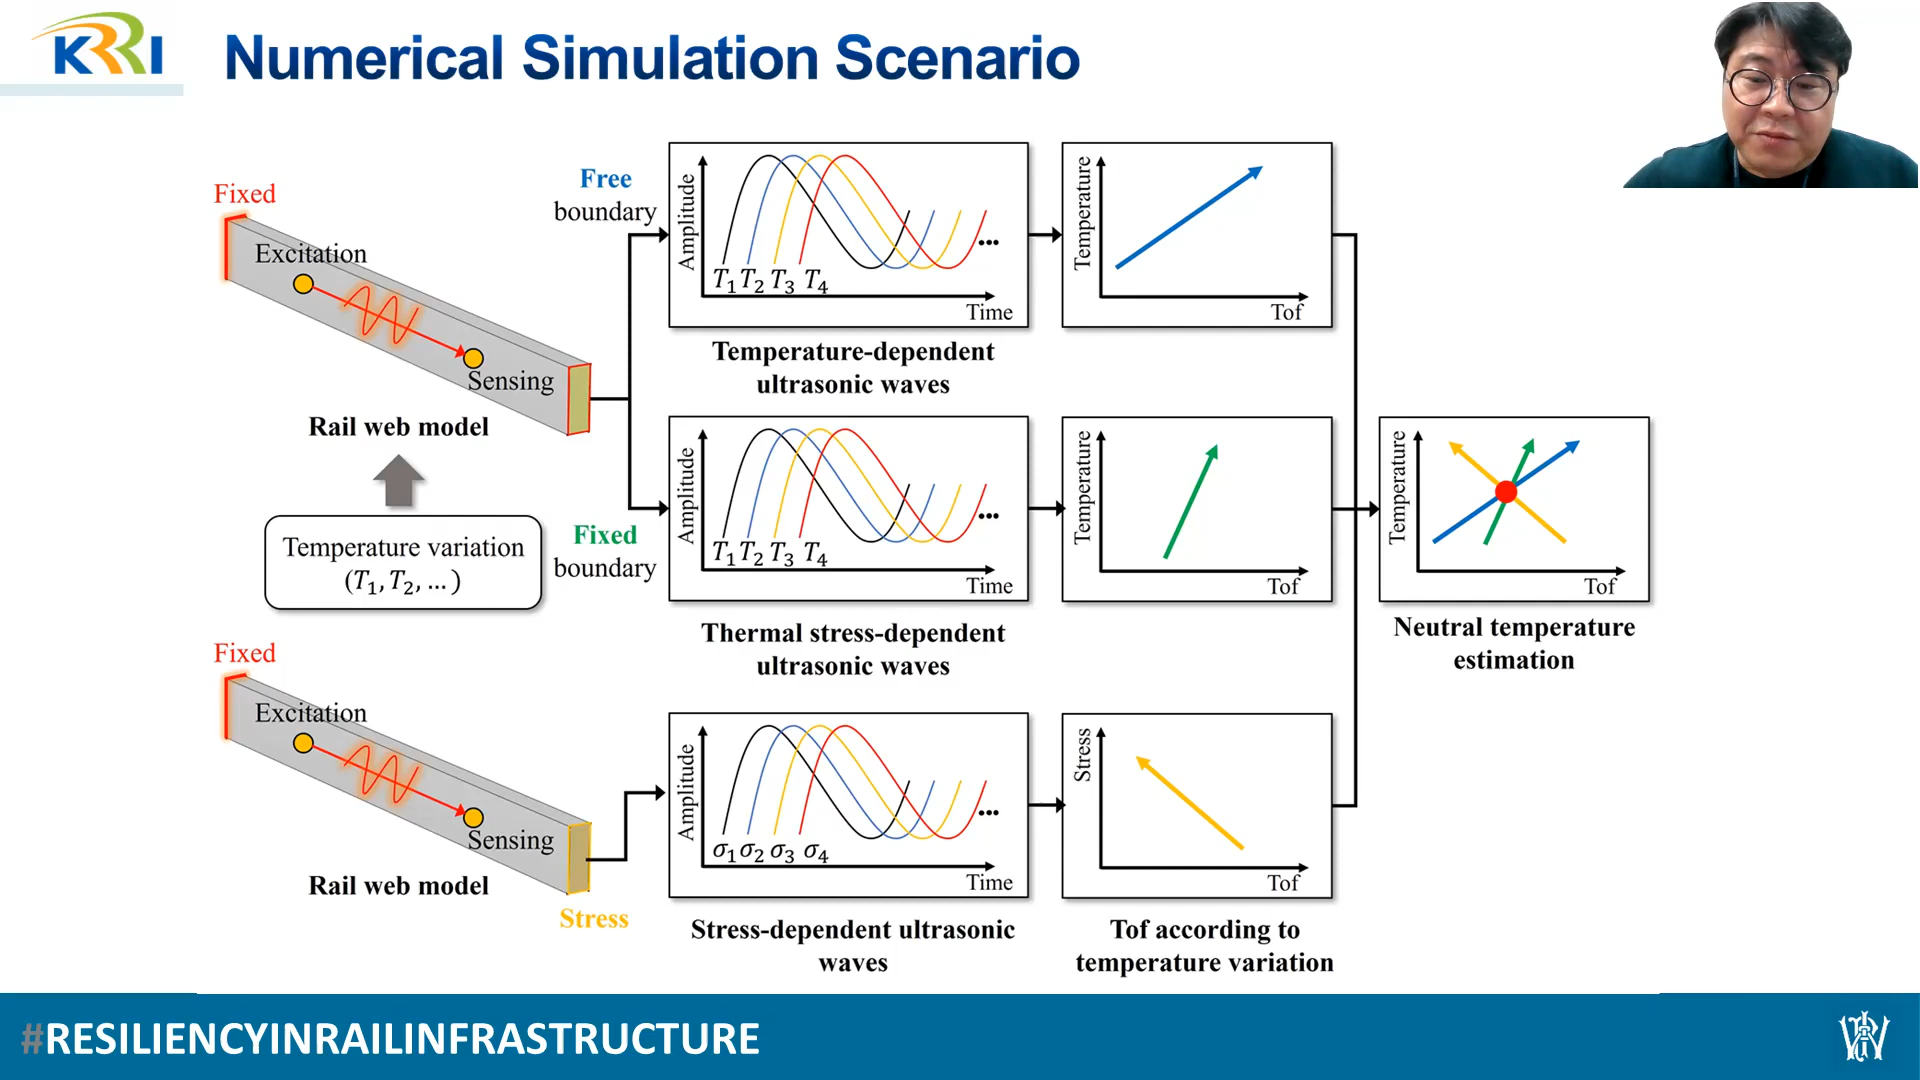 KRRI
Numerical Simulation Scenario
Fixed
Excitation
Sensing
Rail web model
Temperature variation
(T₁, T₂, ...)
Free
boundary
Amplitude
T₁ T₂ T₃ T₄
...
Time
Temperature-dependent
ultrasonic waves
Temperature
Tof
Fixed
boundary
Amplitude
T₁ T₂ T₃ T₄
...
Time
Thermal stress-dependent
ultrasonic waves
Temperature
Tof
Temperature
Tof
Neutral temperature
estimation
Fixed
Excitation
Sensing
Rail web model
Stress
Amplitude
σ₁ σ₂ σ₃ σ₄
...
Time
Stress-dependent ultrasonic
waves
Stress
Tof
Tof according to
temperature variation
#RESILIENCYINRAILINFRASTRUCTURE